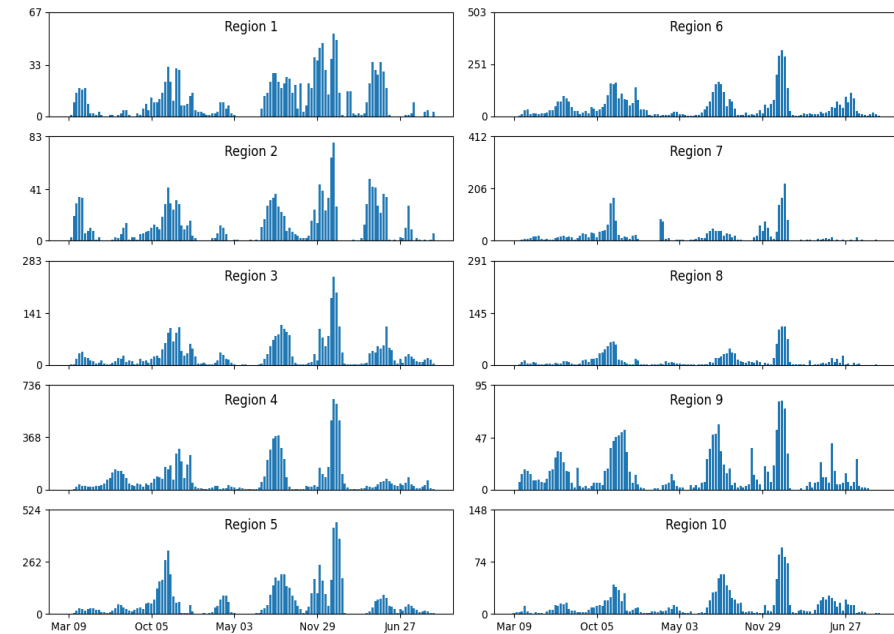 67
33
0
Region 1
503
251
0
Region 6
83
41
0
Region 2
412
206
0
Region 7
283
141
0
Region 3
291
145
0
Region 8
736
368
0
Region 4
95
47
0
Region 9
524
262
0
Region 5
148
74
0
Region 10
Mar 09 Oct 05 May 03 Nov 29 Jun 27
Mar 09 Oct 05 May 03 Nov 29 Jun 27